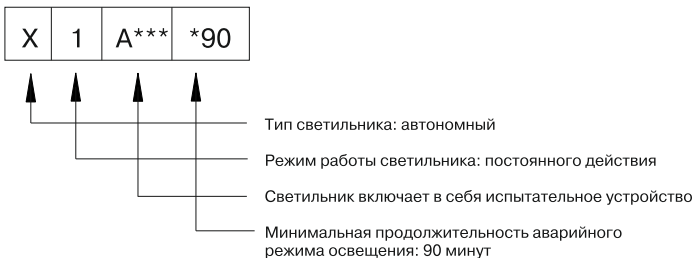 X 1 A*** *90
Тип светильника: автономный
Режим работы светильника: постоянного действия
Светильник включает в себя испытательное устройство
Минимальная продолжительность аварийного
режима освещения: 90 минут